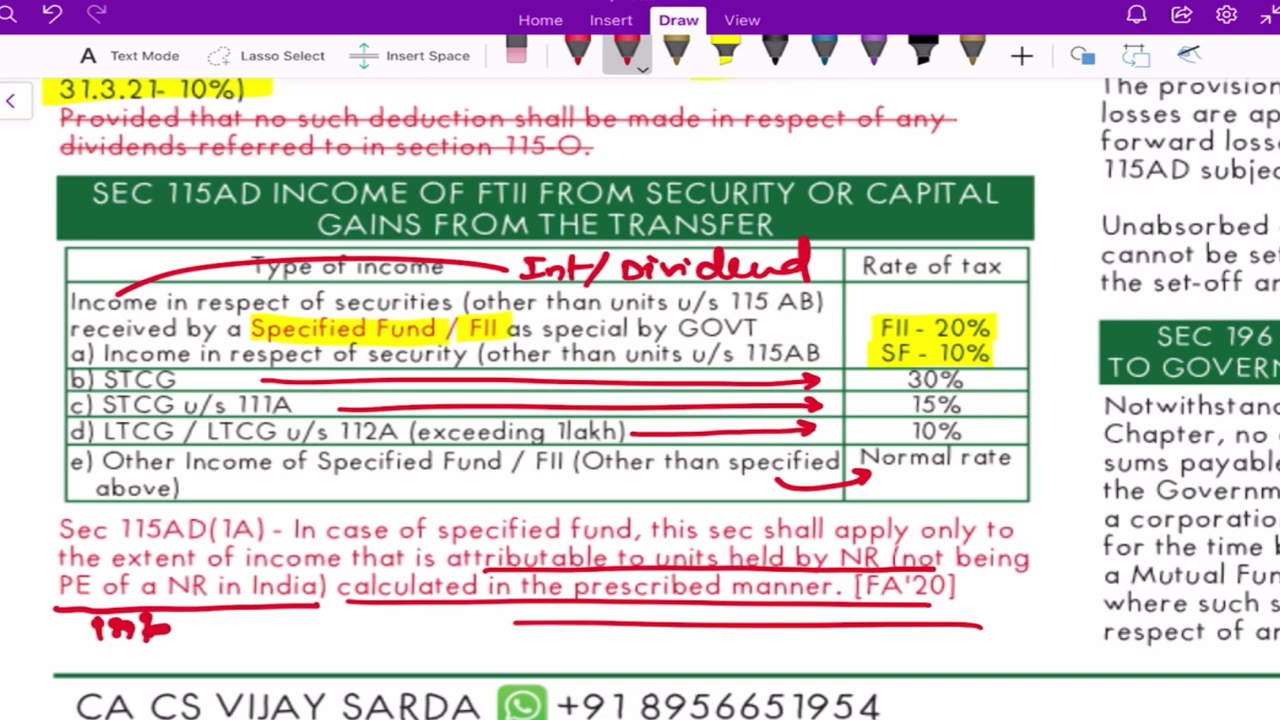 Home Insert Draw View
A Text Mode Lasso Select Insert Space
31.3.21- 10%)
Provided that no such deduction shall be made in respect of any
dividends referred to in section 115-O.
SEC 115AD INCOME OF FTII FROM SECURITY OR CAPITAL
GAINS FROM THE TRANSFER
Type of income Int/Dividend Rate of tax
Income in respect of securities (other than units u/s 115 AB)
received by a Specified Fund / FII as special by GOVT FII - 20%
a) Income in respect of security (other than units u/s 115AB SF - 10%
b) STCG 30%
c) STCG u/s 111A 15%
d) LTCG / LTCG u/s 112A (exceeding 1lakh) 10%
e) Other Income of Specified Fund / FII (Other than specified Normal rate
above)
Sec 115AD(1A) - In case of specified fund, this sec shall apply only to
the extent of income that is attributable to units held by NR (not being
PE of a NR in India) calculated in the prescribed manner. [FA'20]
CA CS VIJAY SARDA +91 8956651954
The provision
losses are ap
forward loss
115AD subje
Unabsorbed
cannot be se
the set-off a
SEC 196
TO GOVER
Notwithstand
Chapter, no
sums payable
the Governm
a corporatio
for the time b
a Mutual Fun
where such s
respect of a